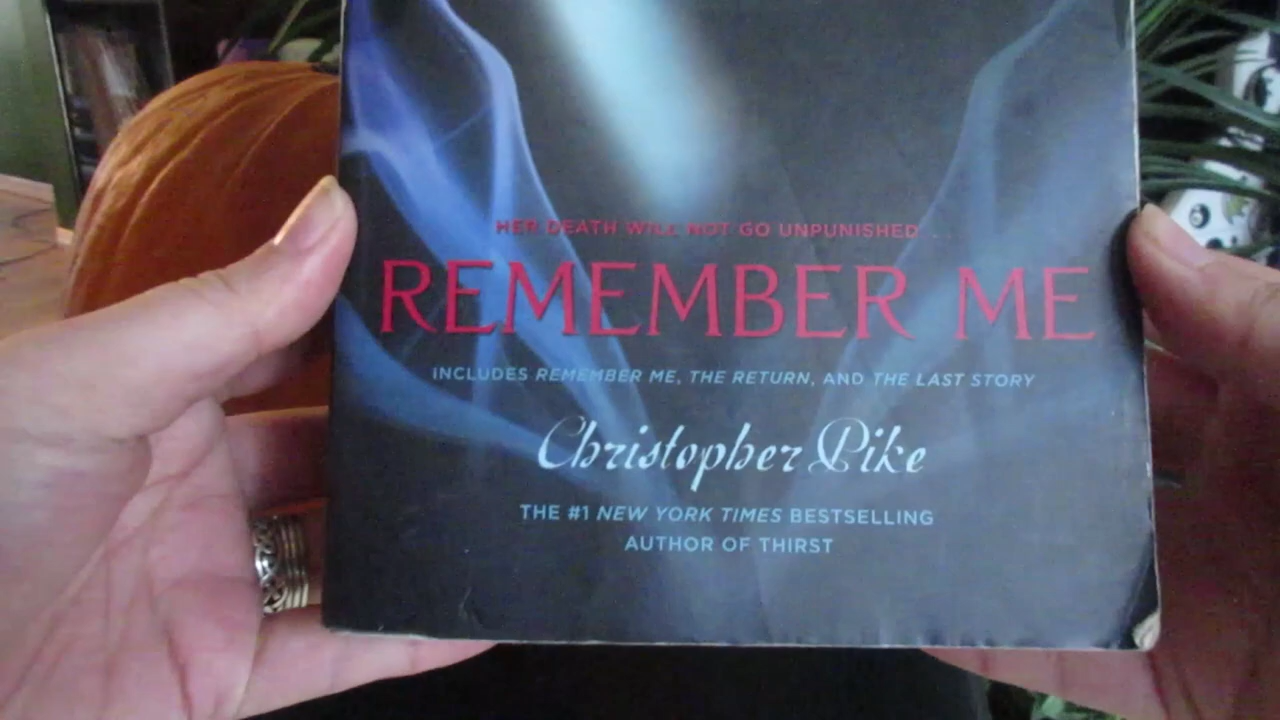 HER DEATH WILL NOT GO UNPUNISHED...
REMEMBER ME
INCLUDES REMEMBER ME, THE RETURN, AND THE LAST STORY
Christopher Pike
THE #1 NEW YORK TIMES BESTSELLING
AUTHOR OF THIRST